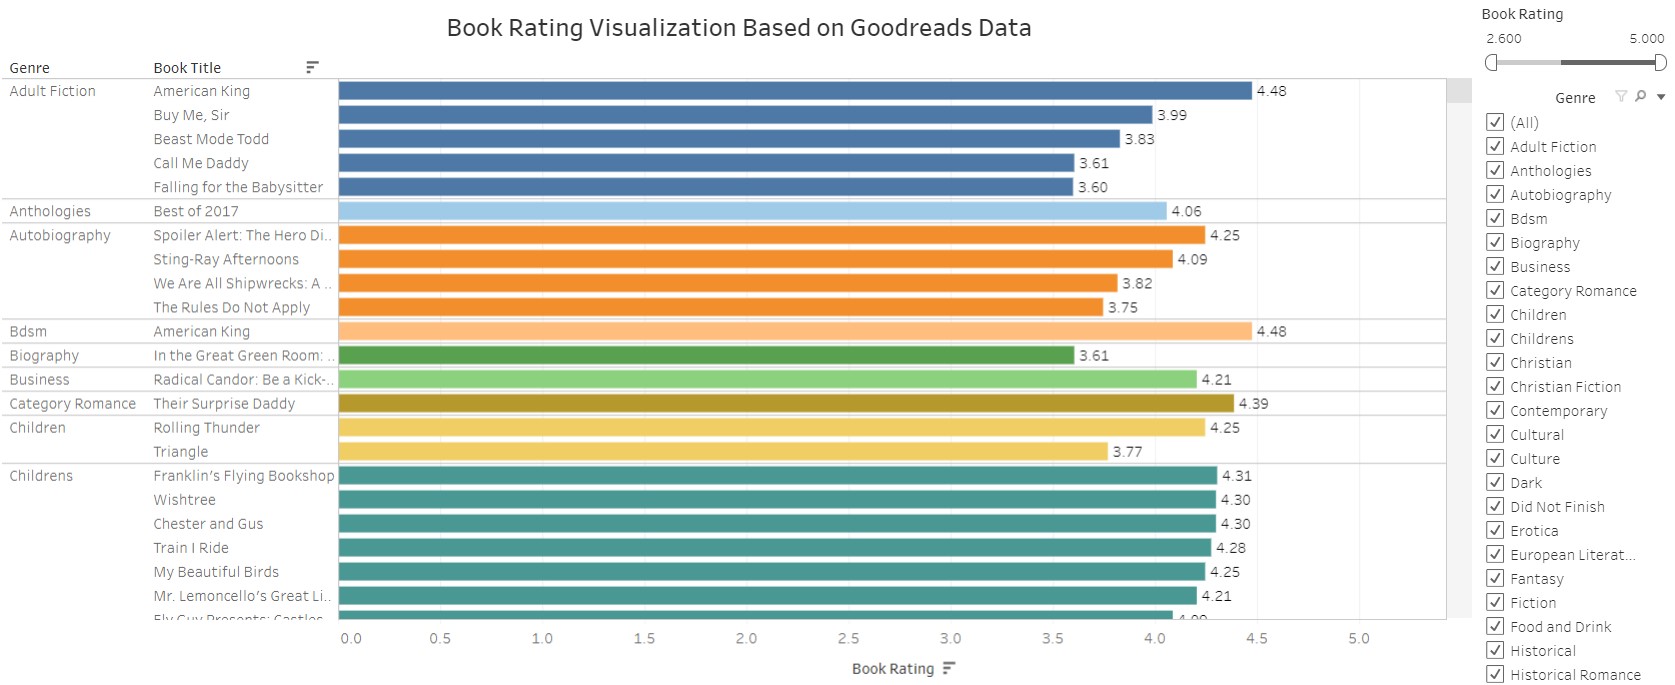 Book Rating Visualization Based on Goodreads Data
Genre Book Title
Adult Fiction American King 4.48
Buy Me, Sir 3.99
Beast Mode Todd 3.83
Call Me Daddy 3.61
Falling for the Babysitter 3.60
Anthologies Best of 2017 4.06
Autobiography Spoiler Alert: The Hero Di.. 4.25
Sting-Ray Afternoons 4.09
We Are All Shipwrecks: A .. 3.82
The Rules Do Not Apply 3.75
Bdsm American King 4.48
Biography In the Great Green Room: .. 3.61
Business Radical Candor: Be a Kick-.. 4.21
Category Romance Their Surprise Daddy 4.39
Children Rolling Thunder 4.25
Triangle 3.77
Childrens Franklin’s Flying Bookshop 4.31
Wishtree 4.30
Chester and Gus 4.30
Train I Ride 4.28
My Beautiful Birds 4.25
Mr. Lemoncello’s Great Li.. 4.21
Fly Guy Presents: Castles
0.0 0.5 1.0 1.5 2.0 2.5 3.0 3.5 4.0 4.5 5.0
Book Rating
Book Rating
2.600 5.000
Genre
(All)
Adult Fiction
Anthologies
Autobiography
Bdsm
Biography
Business
Category Romance
Children
Childrens
Christian
Christian Fiction
Contemporary
Cultural
Culture
Dark
Did Not Finish
Erotica
European Literat...
Fantasy
Fiction
Food and Drink
Historical
Historical Romance